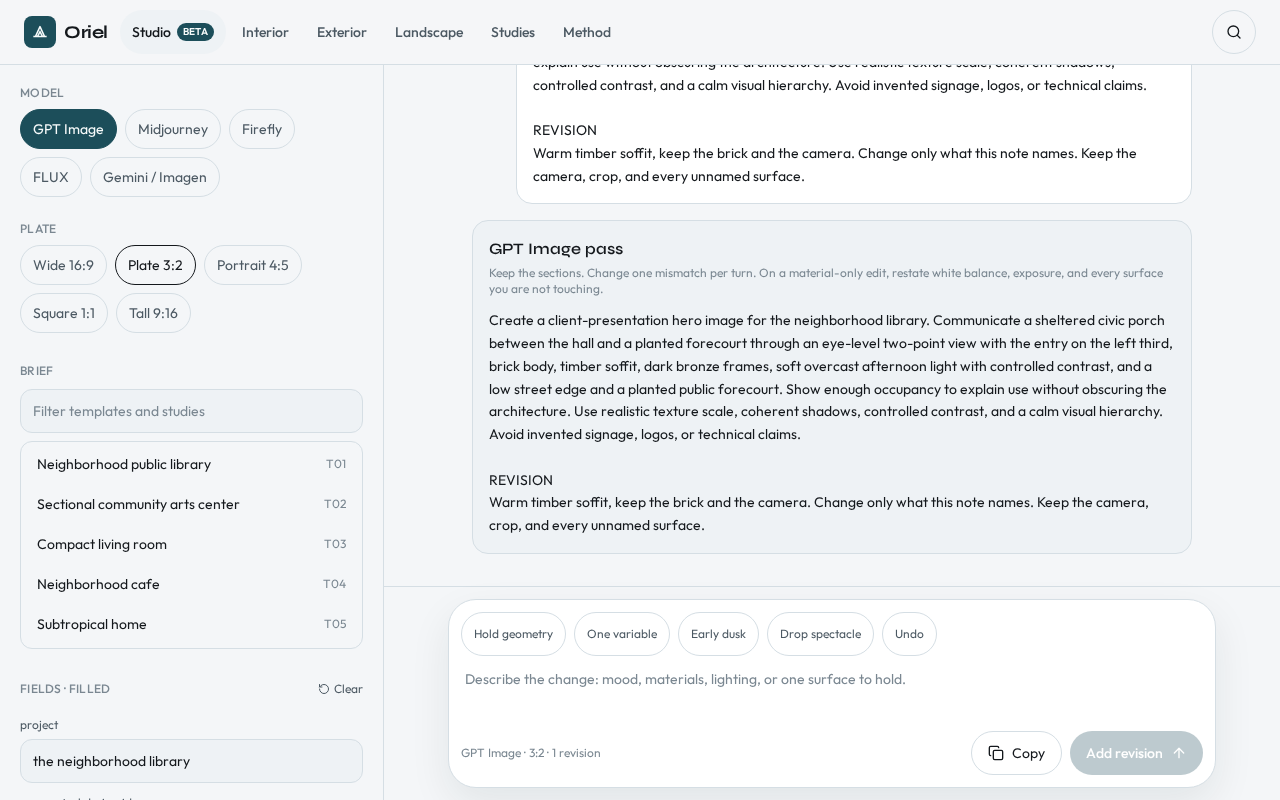 Oriel
Studio BETA
Interior
Exterior
Landscape
Studies
Method
MODEL
GPT Image
Midjourney
Firefly
FLUX
Gemini / Imagen
PLATE
Wide 16:9
Plate 3:2
Portrait 4:5
Square 1:1
Tall 9:16
BRIEF
Filter templates and studies
Neighborhood public library T01
Sectional community arts center T02
Compact living room T03
Neighborhood cafe T04
Subtropical home T05
FIELDS · FILLED Clear
project
the neighborhood library
controlled contrast, and a calm visual hierarchy. Avoid invented signage, logos, or technical claims.
REVISION
Warm timber soffit, keep the brick and the camera. Change only what this note names. Keep the
camera, crop, and every unnamed surface.
GPT Image pass
Keep the sections. Change one mismatch per turn. On a material-only edit, restate white balance, exposure, and every surface
you are not touching.
Create a client-presentation hero image for the neighborhood library. Communicate a sheltered civic porch
between the hall and a planted forecourt through an eye-level two-point view with the entry on the left third,
brick body, timber soffit, dark bronze frames, soft overcast afternoon light with controlled contrast, and a
low street edge and a planted public forecourt. Show enough occupancy to explain use without obscuring the
architecture. Use realistic texture scale, coherent shadows, controlled contrast, and a calm visual hierarchy.
Avoid invented signage, logos, or technical claims.
REVISION
Warm timber soffit, keep the brick and the camera. Change only what this note names. Keep the camera,
crop, and every unnamed surface.
Hold geometry
One variable
Early dusk
Drop spectacle
Undo
Describe the change: mood, materials, lighting, or one surface to hold.
GPT Image · 3:2 · 1 revision
Copy
Add revision